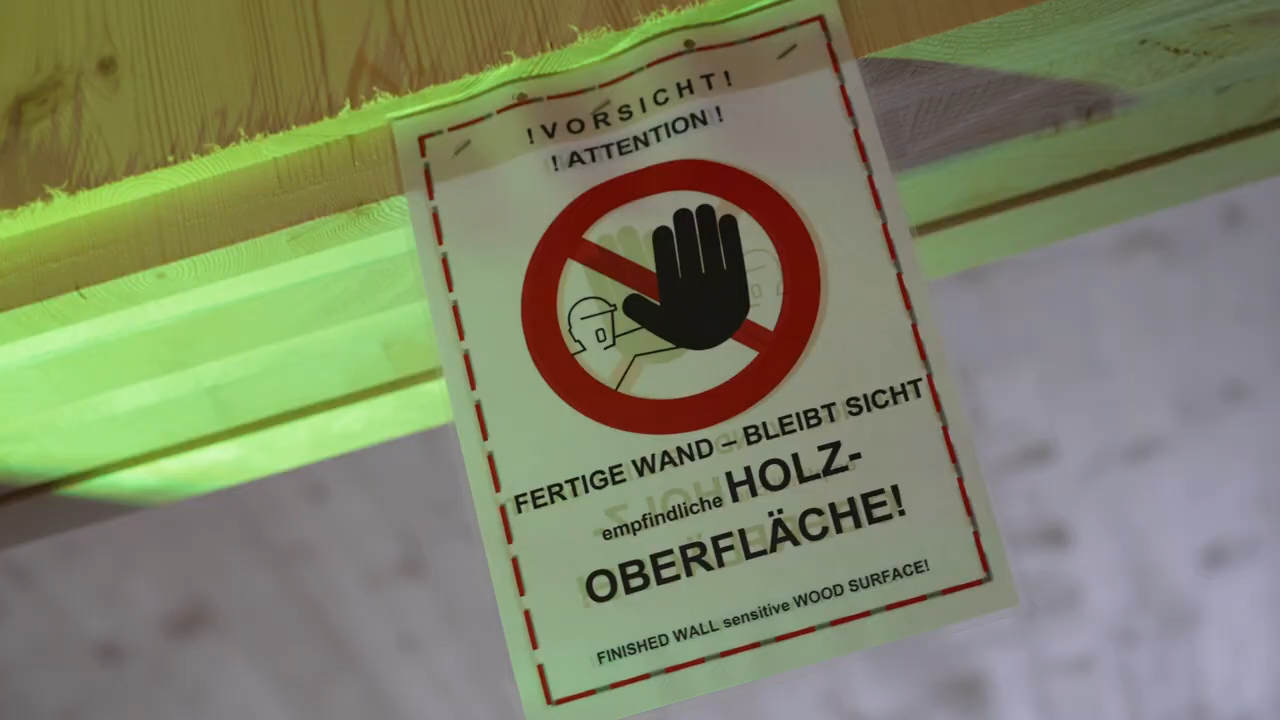 ! VORSICHT !
! ATTENTION !
FERTIGE WAND – BLEIBT SICHT
empfindliche HOLZ-
OBERFLÄCHE!
FINISHED WALL sensitive WOOD SURFACE!